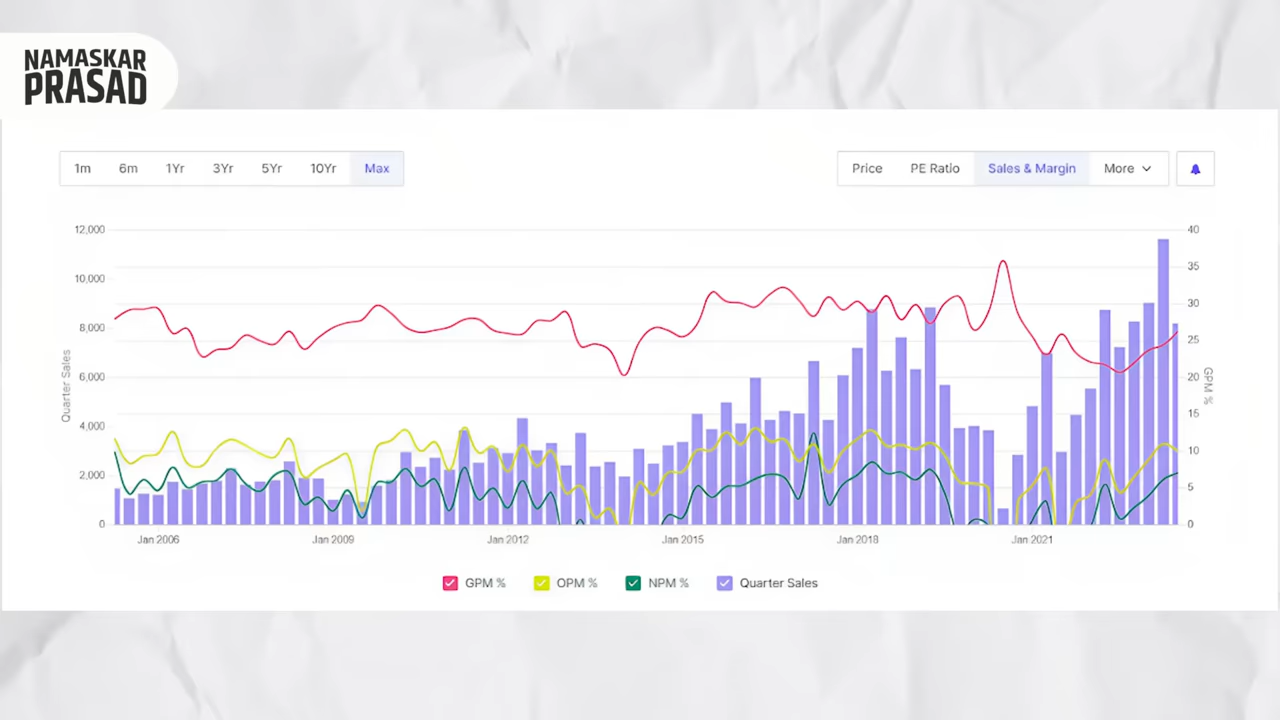 NAMASKAR
PRASAD
1m 6m 1Yr 3Yr 5Yr 10Yr Max
Price PE Ratio Sales & Margin More
12,000
10,000
8,000
6,000
4,000
2,000
0
Quarter Sales
40
35
30
25
20
15
10
5
0
GPM %
Jan 2006 Jan 2009 Jan 2012 Jan 2015 Jan 2018 Jan 2021
GPM % OPM % NPM % Quarter Sales